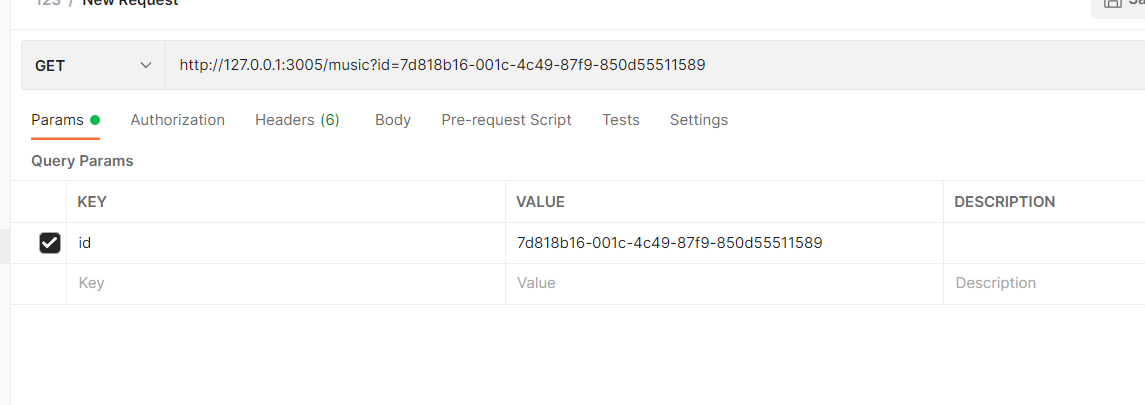 123 / New Request
GET http://127.0.0.1:3005/music?id=7d818b16-001c-4c49-87f9-850d55511589
Params Authorization Headers (6) Body Pre-request Script Tests Settings
Query Params
KEY VALUE DESCRIPTION
id 7d818b16-001c-4c49-87f9-850d55511589
Key Value Description